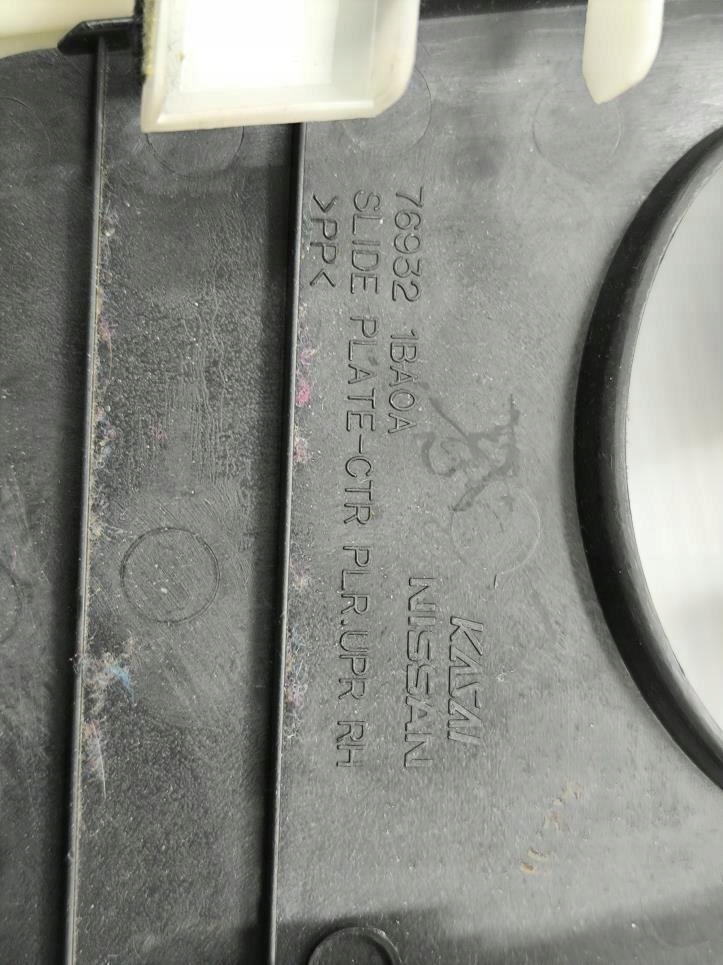 KASAI
NISSAN
76932 1BA0A
SLIDE PLATE-CTR PLR.UPR RH
>PP<